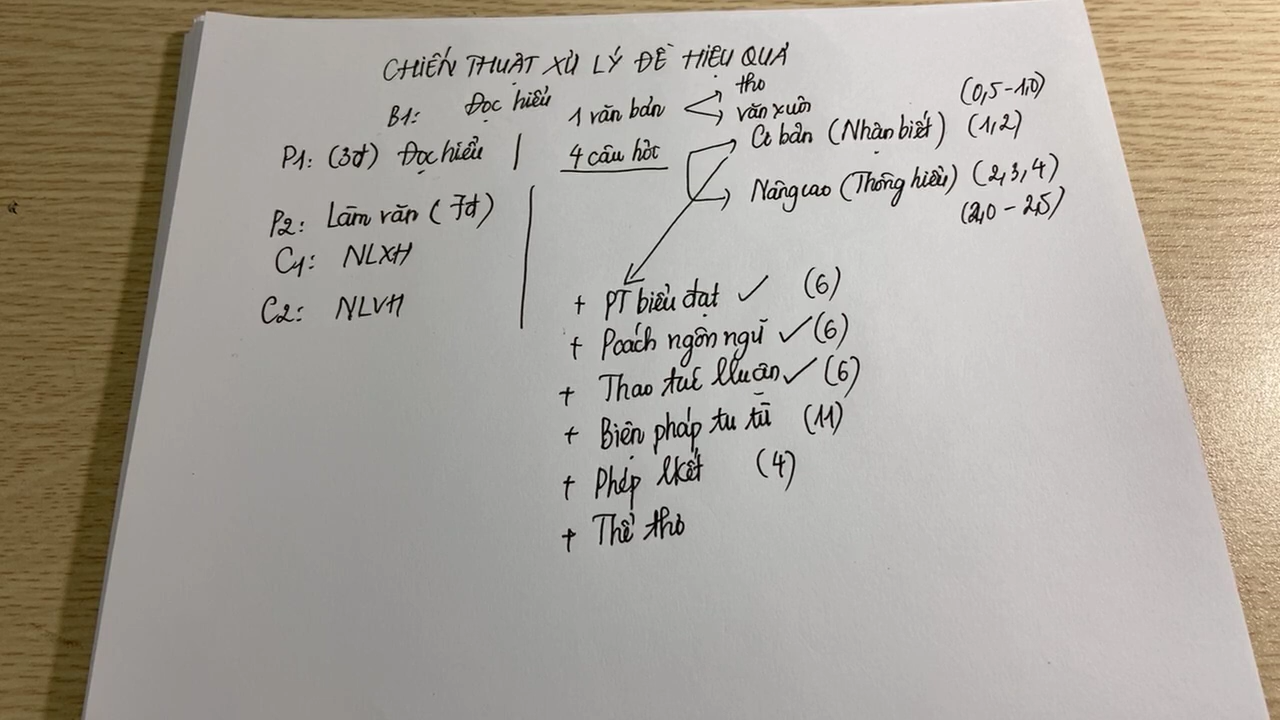 CHIẾN THUẬT XỬ LÝ ĐỀ HIỆU QUẢ
B1: Đọc hiểu
1 văn bản
thơ
văn xuôi
(0,5-1,0)
P1: (3đ) Đọc hiểu
4 câu hỏi
Cơ bản (Nhận biết) (1,2)
Nâng cao (Thông hiểu) (2,3,4)
(2,0 - 2,5)
P2: Làm văn (7đ)
C1: NLXH
C2: NLVH
+ PT biểu đạt ✓ (6)
+ Pcách ngôn ngữ ✓ (6)
+ Thao tác lluận ✓ (6)
+ Biện pháp tu từ (11)
+ Phép lkết (4)
+ Thể thơ